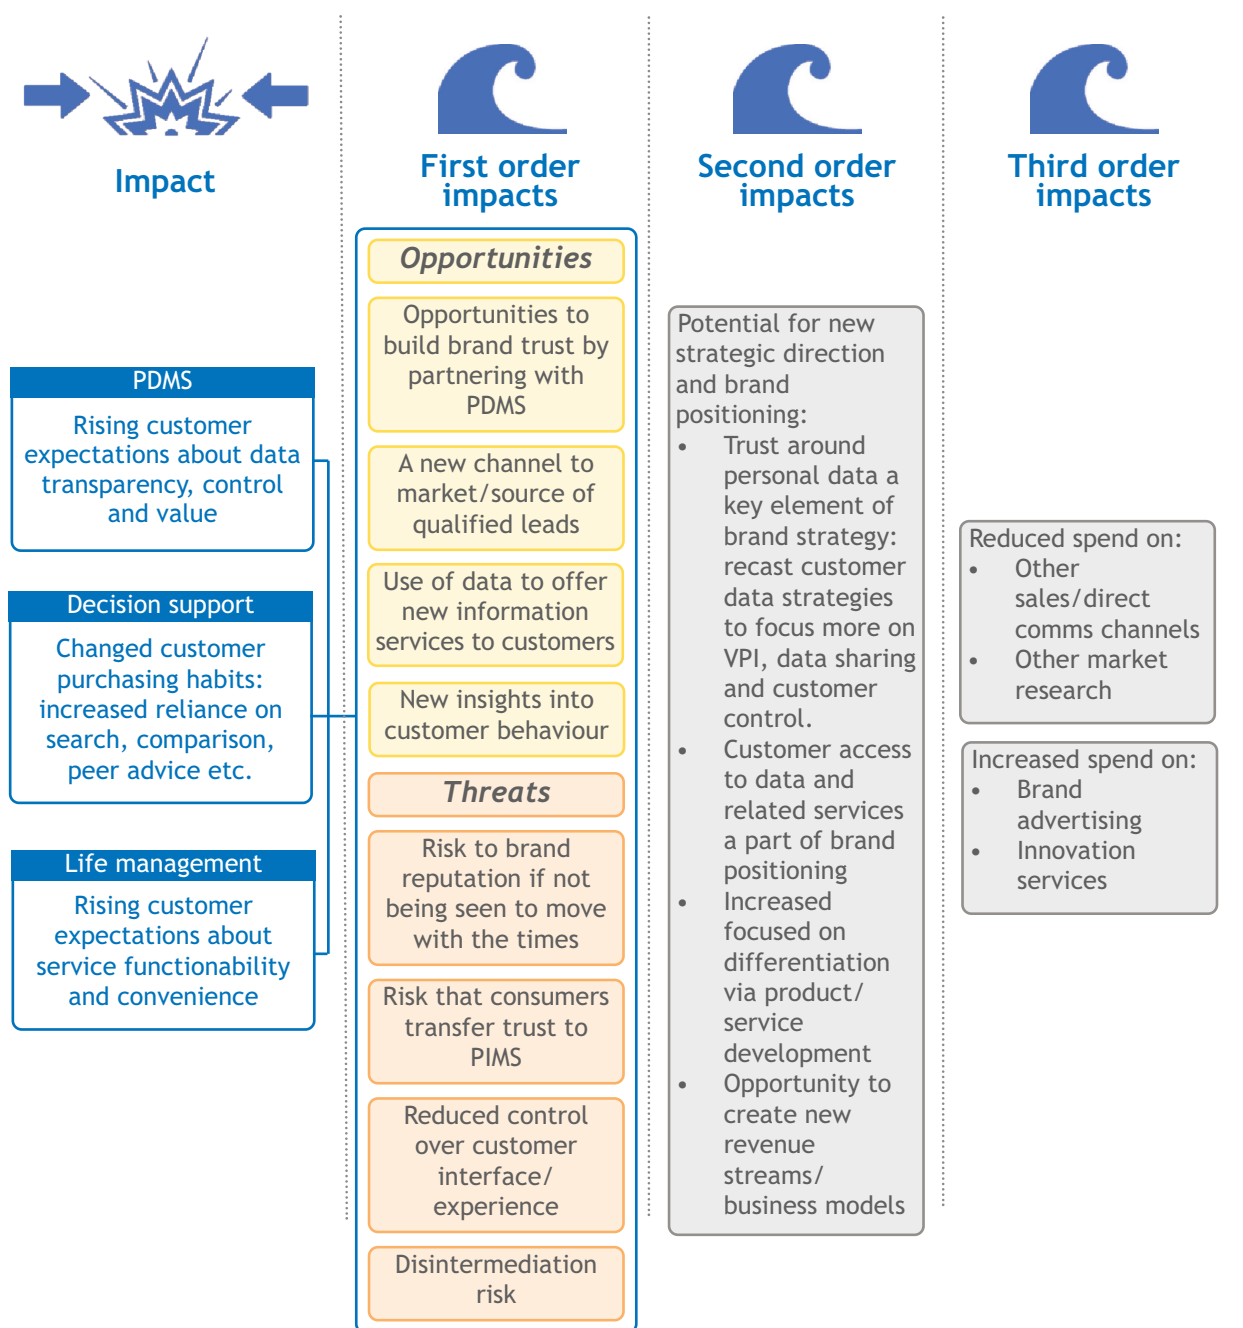 Impact
First order
impacts
Second order
impacts
Third order
impacts
PDMS
Rising customer
expectations about data
transparency, control
and value
Decision support
Changed customer
purchasing habits:
increased reliance on
search, comparison,
peer advice etc.
Life management
Rising customer
expectations about
service functionability
and convenience
Opportunities
Opportunities to
build brand trust by
partnering with
PDMS
A new channel to
market/source of
qualified leads
Use of data to offer
new information
services to customers
New insights into
customer behaviour
Threats
Risk to brand
reputation if not
being seen to move
with the times
Risk that consumers
transfer trust to
PIMS
Reduced control
over customer
interface/
experience
Disintermediation
risk
Potential for new
strategic direction
and brand
positioning:
• Trust around
personal data a
key element of
brand strategy:
recast customer
data strategies
to focus more on
VPI, data sharing
and customer
control.
• Customer access
to data and
related services
a part of brand
positioning
• Increased
focused on
differentiation
via product/
service
development
• Opportunity to
create new
revenue
streams/
business models
Reduced spend on:
• Other
sales/direct
comms channels
• Other market
research
Increased spend on:
• Brand
advertising
• Innovation
services